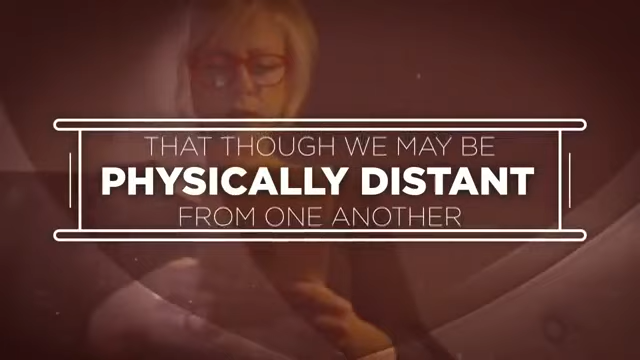 THAT THOUGH WE MAY BE
PHYSICALLY DISTANT
FROM ONE ANOTHER